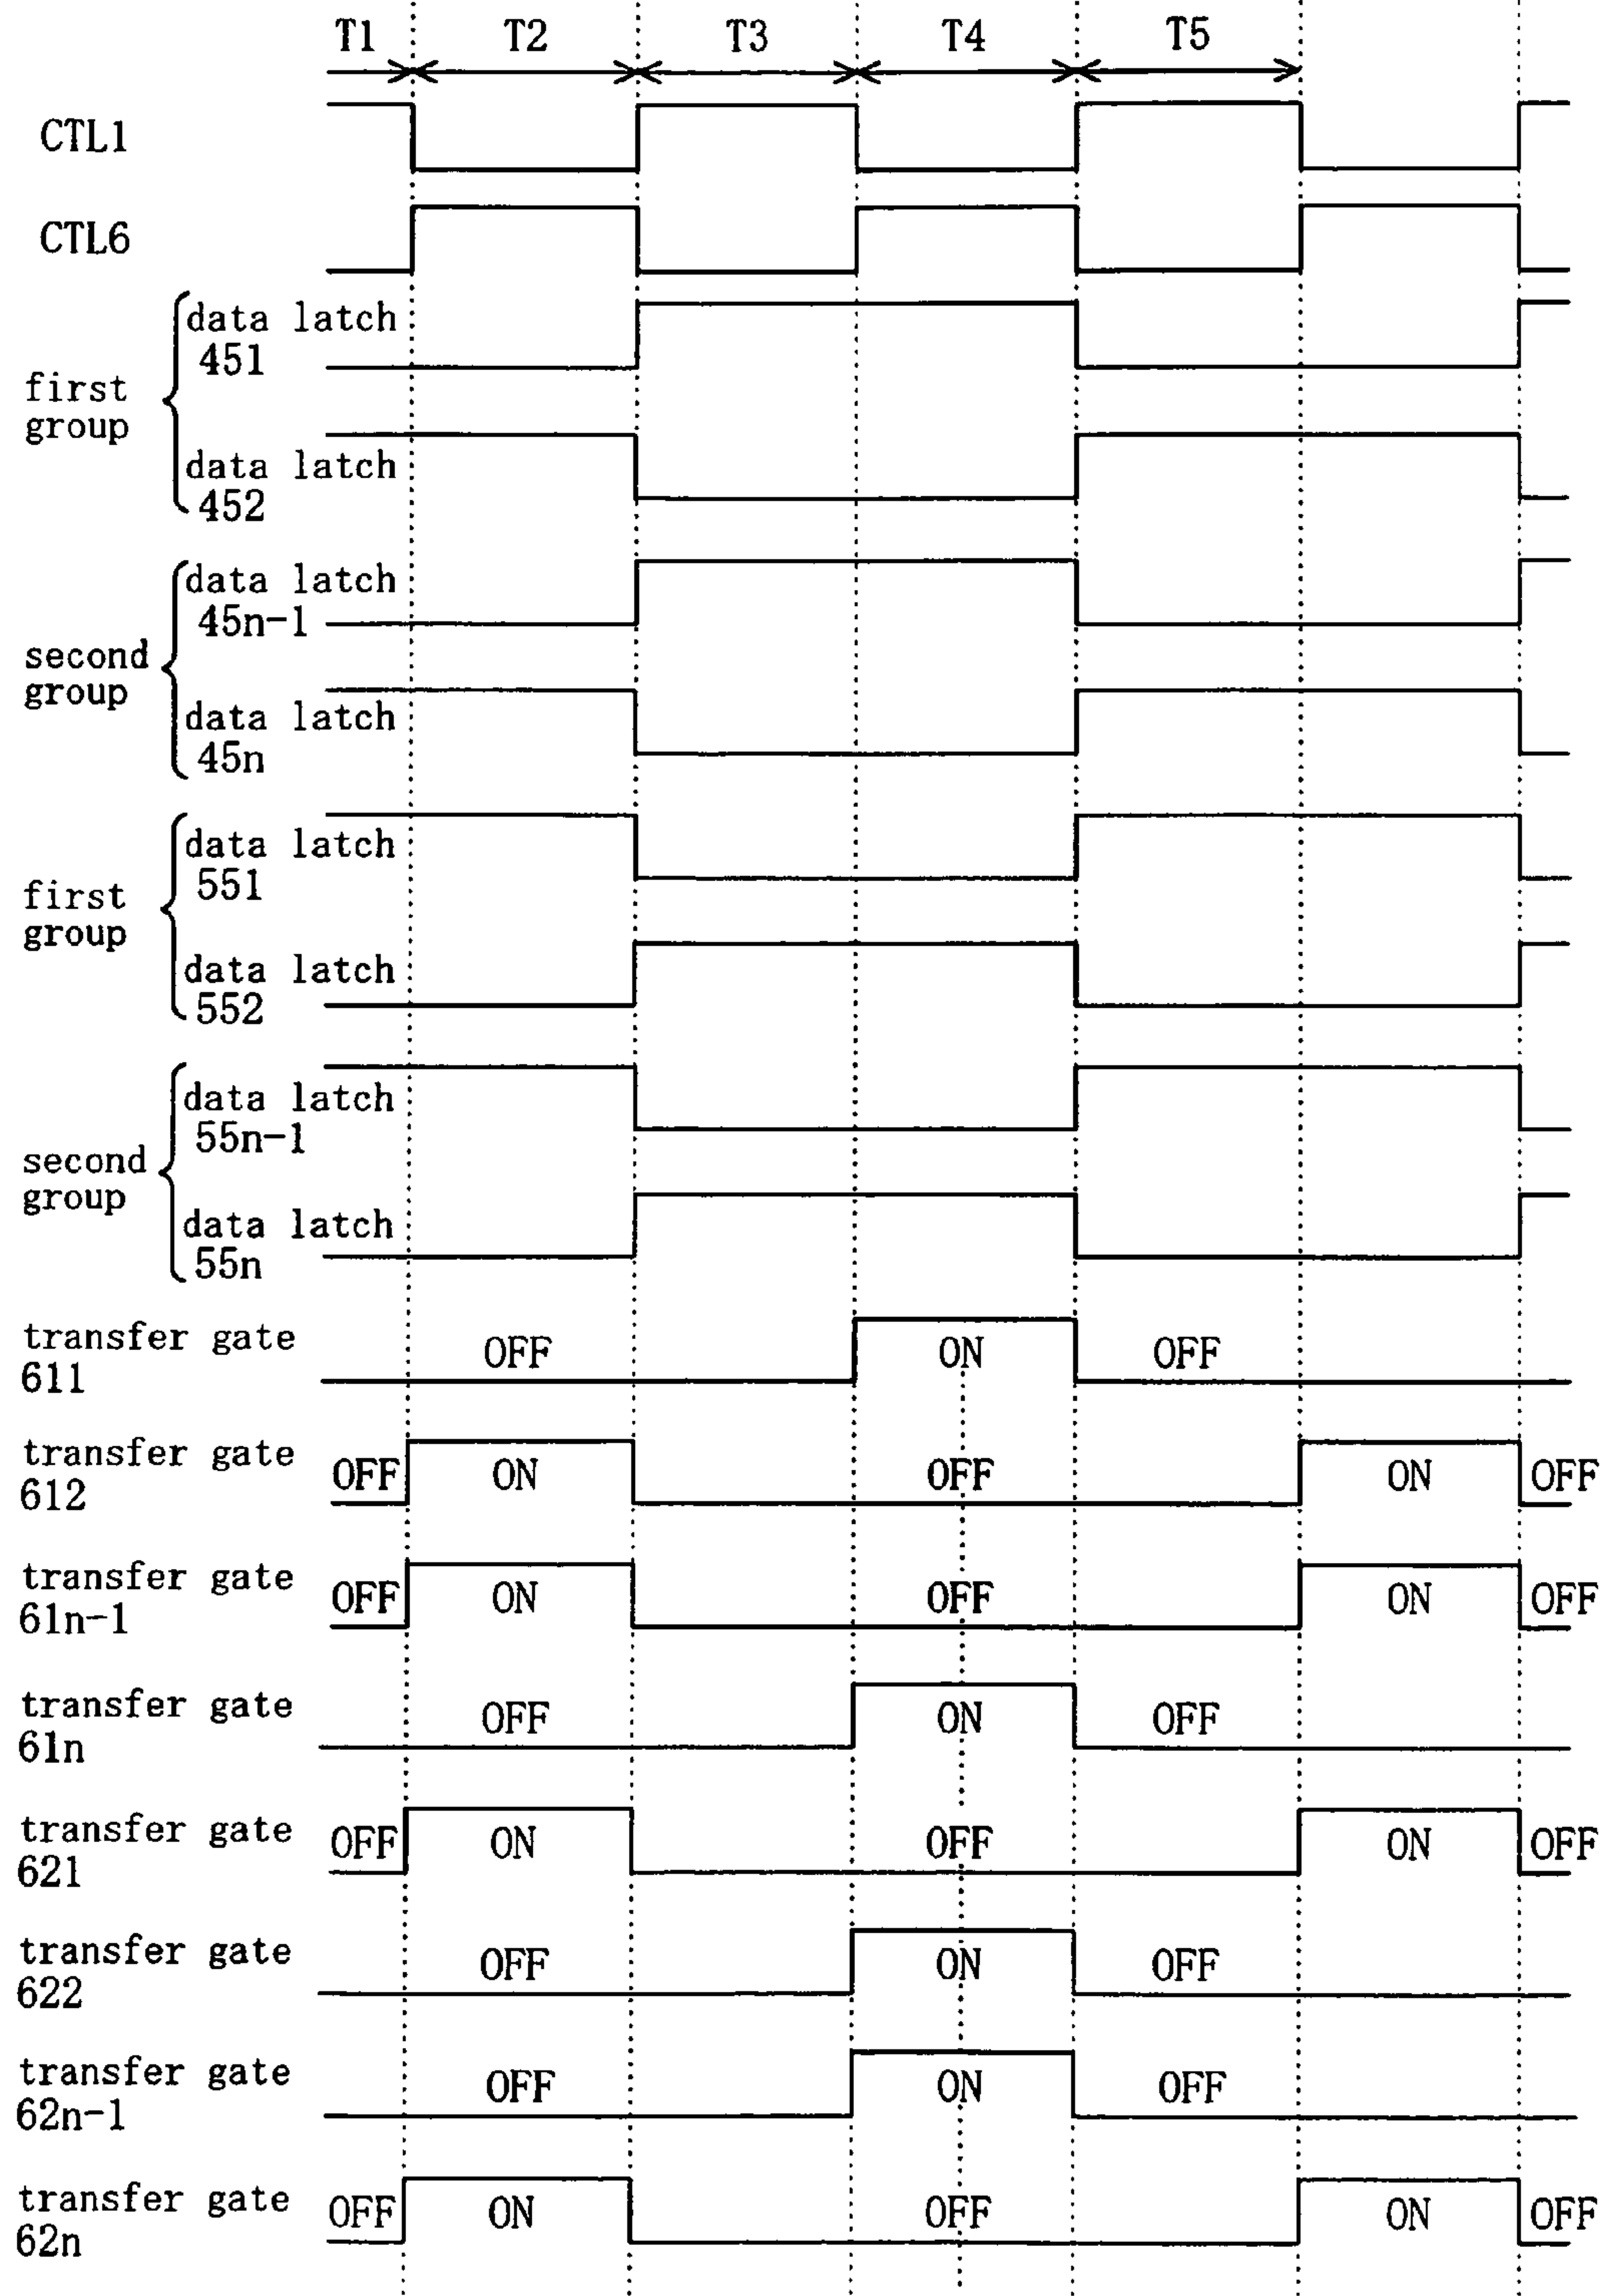 T1 T2 T3 T4 T5
CTL1
CTL6
first
group
data latch
451
data latch
452
second
group
data latch
45n-1
data latch
45n
first
group
data latch
551
data latch
552
second
group
data latch
55n-1
data latch
55n
transfer gate
611
OFF ON OFF
transfer gate
612
OFF ON OFF ON OFF
transfer gate
61n-1
OFF ON OFF ON OFF
transfer gate
61n
OFF ON OFF
transfer gate
621
OFF ON OFF ON OFF
transfer gate
622
OFF ON OFF
transfer gate
62n-1
OFF ON OFF
transfer gate
62n
OFF ON OFF ON OFF